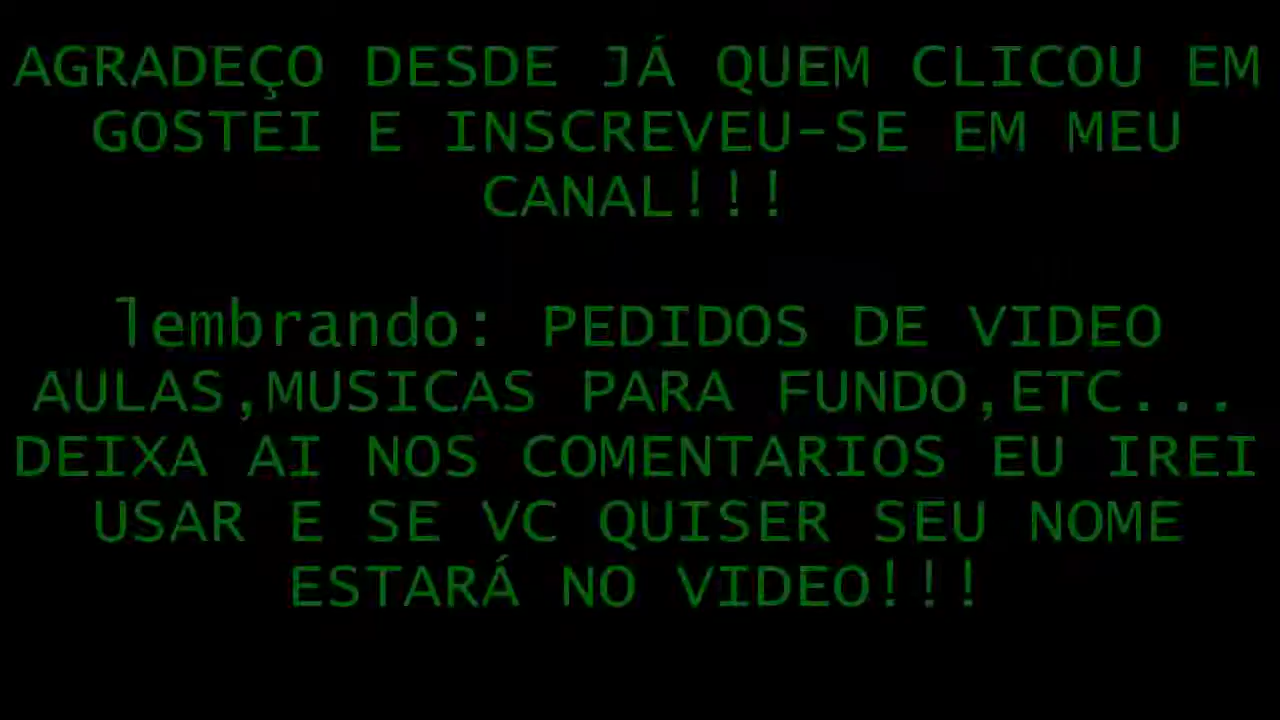 AGRADEÇO DESDE JÁ QUEM CLICOU EM
GOSTEI E INSCREVEU-SE EM MEU
CANAL!!!
lembrando: PEDIDOS DE VIDEO
AULAS,MUSICAS PARA FUNDO,ETC...
DEIXA AI NOS COMENTARIOS EU IREI
USAR E SE VC QUISER SEU NOME
ESTARÁ NO VIDEO!!!